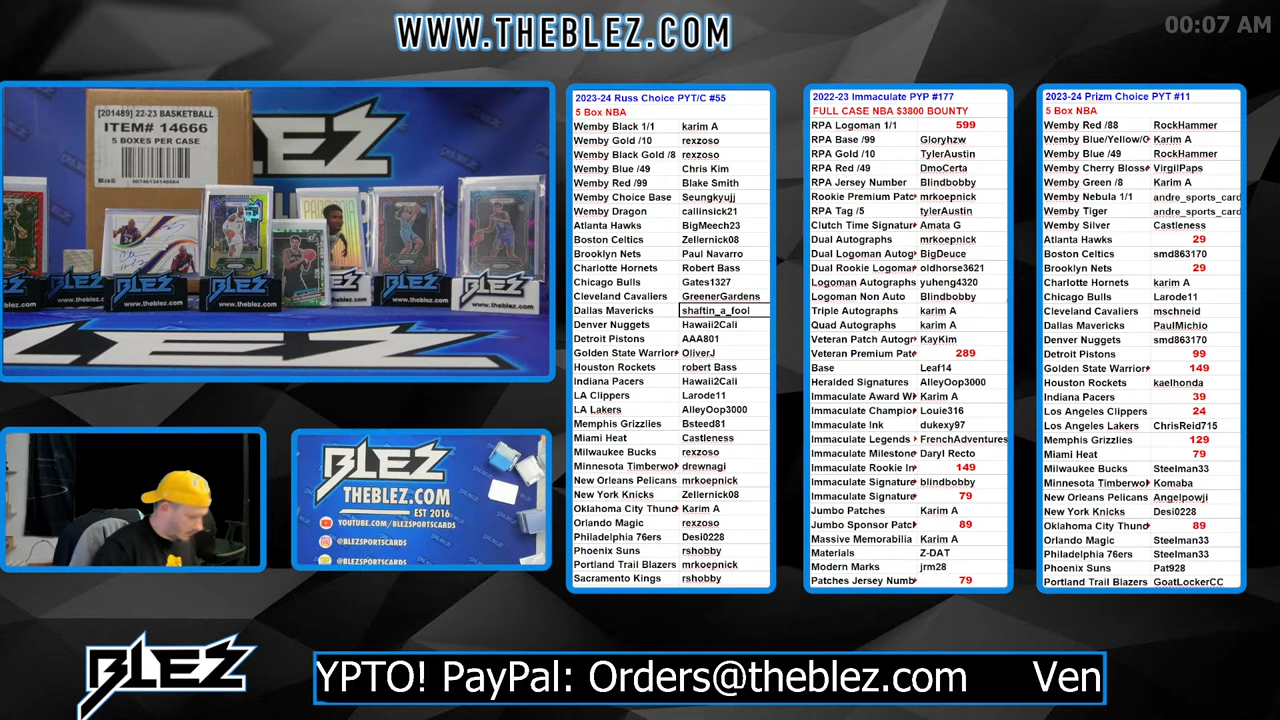 WWW.THEBLEZ.COM
00:07 AM
[201489] 22-23 BASKETBALL
ITEM# 14666
5 BOXES PER CASE
BLEZ
www.theblez.com
BLEZ
THEBLEZ.COM
EST 2016
YOUTUBE.COM/BLEZSPORTSCARDS
@BLEZSPORTSCARDS
@BLEZSPORTSCARDS
2023-24 Russ Choice PYT/C #55
5 Box NBA
Wemby Black 1/1 karim A
Wemby Gold /10 rexzoso
Wemby Black Gold /8 rexzoso
Wemby Blue /49 Chris Kim
Wemby Red /99 Blake Smith
Wemby Choice Base Seungkyujj
Wemby Dragon callinsick21
Atlanta Hawks BigMeech23
Boston Celtics Zellernick08
Brooklyn Nets Paul Navarro
Charlotte Hornets Robert Bass
Chicago Bulls Gates1327
Cleveland Cavaliers GreenerGardens
Dallas Mavericks shaftin_a_fool
Denver Nuggets Hawaii2Cali
Detroit Pistons AAA801
Golden State Warrior OliverJ
Houston Rockets robert Bass
Indiana Pacers Hawaii2Cali
LA Clippers Larode11
LA Lakers AlleyOop3000
Memphis Grizzlies Bsteed81
Miami Heat Castleness
Milwaukee Bucks rexzoso
Minnesota Timberwo drewnagi
New Orleans Pelicans mrkoepnick
New York Knicks Zellernick08
Oklahoma City Thun Karim A
Orlando Magic rexzoso
Philadelphia 76ers Desi0228
Phoenix Suns rshobby
Portland Trail Blazers mrkoepnick
Sacramento Kings rshobby
2022-23 Immaculate PYP #177
FULL CASE NBA $3800 BOUNTY
RPA Logoman 1/1 599
RPA Base /99 Gloryhzw
RPA Gold /10 TylerAustin
RPA Red /49 DmoCerta
RPA Jersey Number Blindbobby
Rookie Premium Patc mrkoepnick
RPA Tag /5 tylerAustin
Clutch Time Signatur Amata G
Dual Autographs mrkoepnick
Dual Logoman Autog BigDeuce
Dual Rookie Logoma oldhorse3621
Logoman Autographs yuheng4320
Logoman Non Auto Blindbobby
Triple Autographs karim A
Quad Autographs karim A
Veteran Patch Autogr KayKim
Veteran Premium Pat 289
Base Leaf14
Heralded Signatures AlleyOop3000
Immaculate Award W Karim A
Immaculate Champio Louie316
Immaculate Ink dukexy97
Immaculate Legends FrenchAdventures
Immaculate Mileston Daryl Recto
Immaculate Rookie In 149
Immaculate Signature blindbobby
Immaculate Signature 79
Jumbo Patches Karim A
Jumbo Sponsor Patc 89
Massive Memorabilia Karim A
Materials Z-DAT
Modern Marks jrm28
Patches Jersey Numb 79
2023-24 Prizm Choice PYT #11
5 Box NBA
Wemby Red /88 RockHammer
Wemby Blue/Yellow/G Karim A
Wemby Blue /49 RockHammer
Wemby Cherry Bloss VirgilPaps
Wemby Green /8 Karim A
Wemby Nebula 1/1 andre_sports_card
Wemby Tiger andre_sports_card
Wemby Silver Castleness
Atlanta Hawks 29
Boston Celtics smd863170
Brooklyn Nets 29
Charlotte Hornets karim A
Chicago Bulls Larode11
Cleveland Cavaliers mschneid
Dallas Mavericks PaulMichio
Denver Nuggets smd863170
Detroit Pistons 99
Golden State Warrior 149
Houston Rockets kaelhonda
Indiana Pacers 39
Los Angeles Clippers 24
Los Angeles Lakers ChrisReid715
Memphis Grizzlies 129
Miami Heat 79
Milwaukee Bucks Steelman33
Minnesota Timberwo Komaba
New Orleans Pelicans Angelpowji
New York Knicks Desi0228
Oklahoma City Thund 89
Orlando Magic Steelman33
Philadelphia 76ers Steelman33
Phoenix Suns Pat928
Portland Trail Blazers GoatLockerCC
BLEZ
YPTO! PayPal: Orders@theblez.com Ven